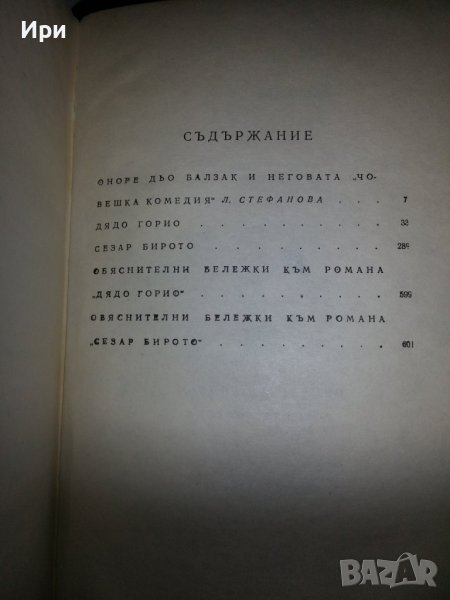 Ири
СЪДЪРЖАНИЕ
ОНОРЕ ДЬО БАЛЗАК И НЕГОВАТА „ЧО-
ВЕШКА КОМЕДИЯ" Л. СТЕФАНОВА . . . 7
ДЯДО ГОРИО . . . . . . . . . 33
СЕЗАР БИРОТО . . . . . . . . 289
ОБЯСНИТЕЛНИ БЕЛЕЖКИ КЪМ РОМАНА
„ДЯДО ГОРИО" . . . . . . . . 599
ОБЯСНИТЕЛНИ БЕЛЕЖКИ КЪМ РОМАНА
„СЕЗАР БИРОТО" . . . . . . . 601
BAZAR